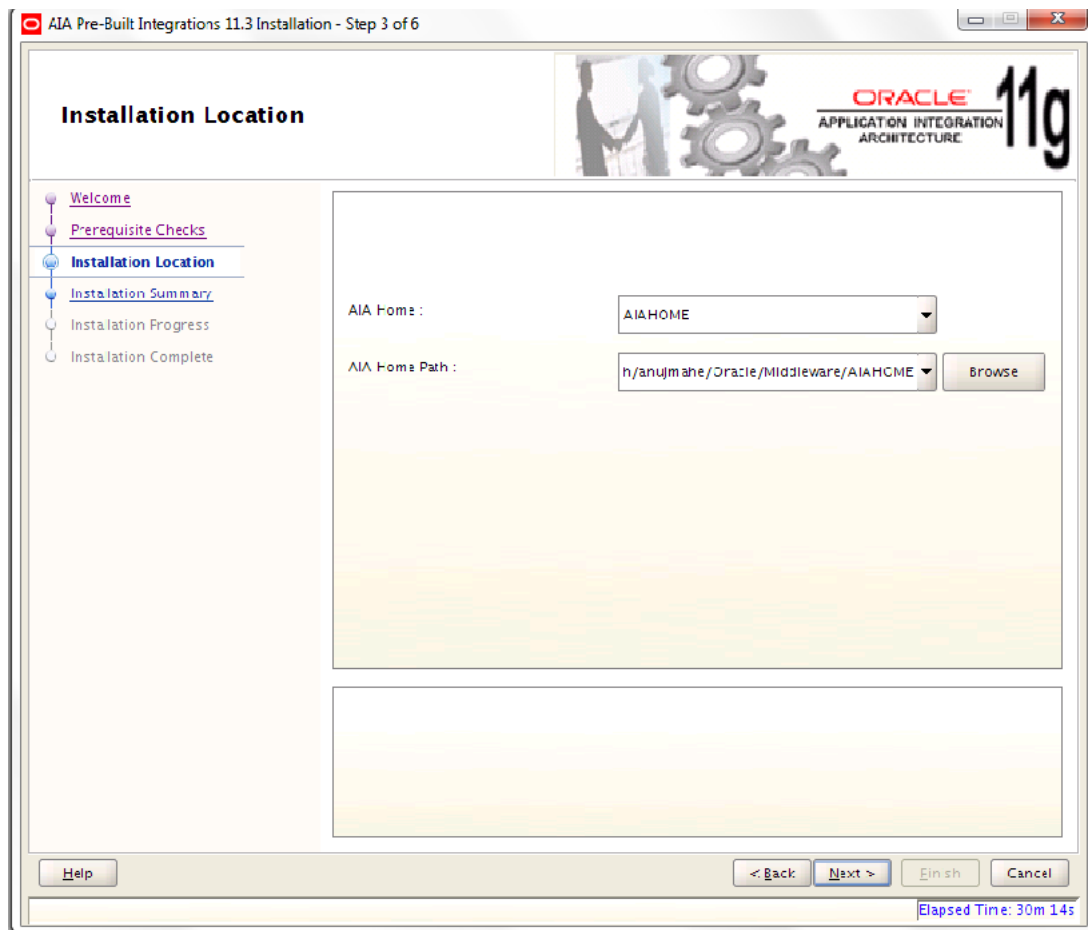 AIA Pre-Built Integrations 11.3 Installation - Step 3 of 6
Installation Location
ORACLE
APPLICATION INTEGRATION
ARCHITECTURE
11g
Welcome
Prerequisite Checks
Installation Location
Installation Summary
Installation Progress
Installation Complete
AIA Home :
AIAHOME
AIA Home Path :
h/anujmahe/Oracle/Middleware/AIAHOME
Browse
Help
< Back
Next >
Finish
Cancel
Elapsed Time: 30m 14s